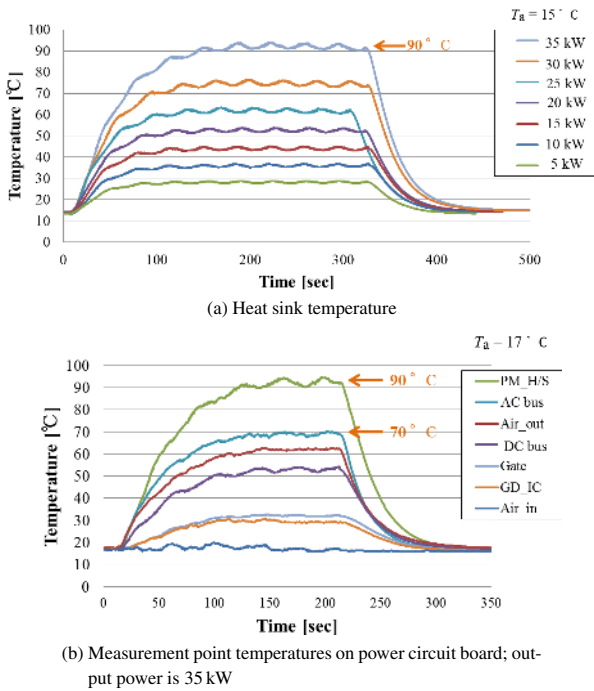 Tₐ = 15° C
100
90
80
70
60
50
40
30
20
10
0
Temperature [℃]
90° C
35 kW
30 kW
25 kW
20 kW
15 kW
10 kW
5 kW
0
100
200
300
400
500
Time [sec]
(a) Heat sink temperature
Tₐ – 17° C
100
90
80
70
60
50
40
30
20
10
0
Temperature [℃]
90° C
70° C
PM_H/S
AC bus
Air_out
DC bus
Gate
GD_IC
Air_in
0
50
100
150
200
250
300
350
Time [sec]
(b) Measurement point temperatures on power circuit board; out-
put power is 35 kW